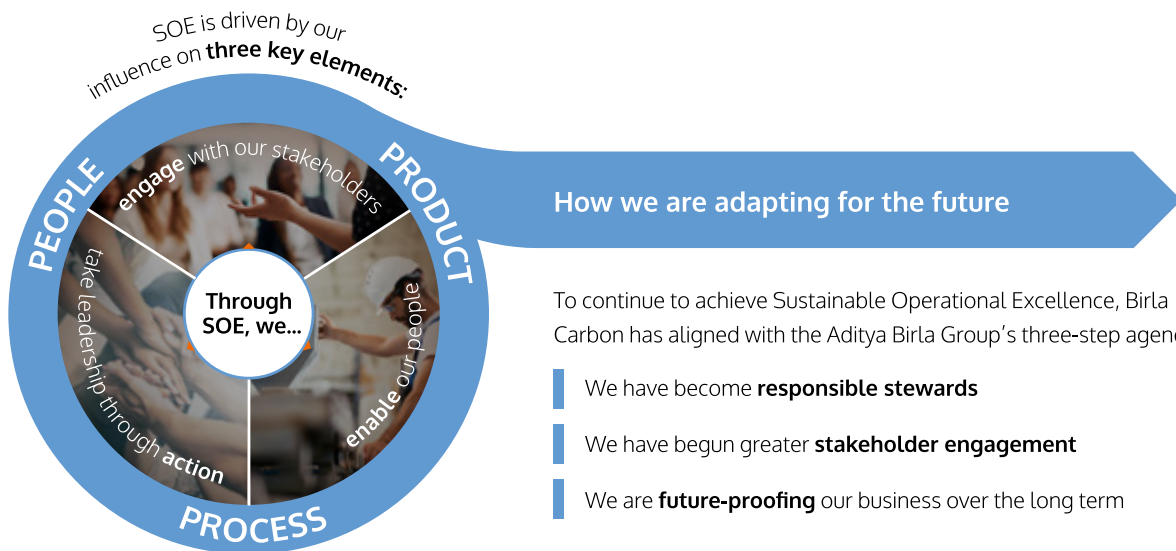 SOE is driven by our
influence on three key elements:
PEOPLE
PRODUCT
PROCESS
engage with our stakeholders
enable our people
take leadership through action
Through
SOE, we...
How we are adapting for the future
To continue to achieve Sustainable Operational Excellence, Birla
Carbon has aligned with the Aditya Birla Group's three-step
We have become responsible stewards
We have begun greater stakeholder engagement
We are future-proofing our business over the long term